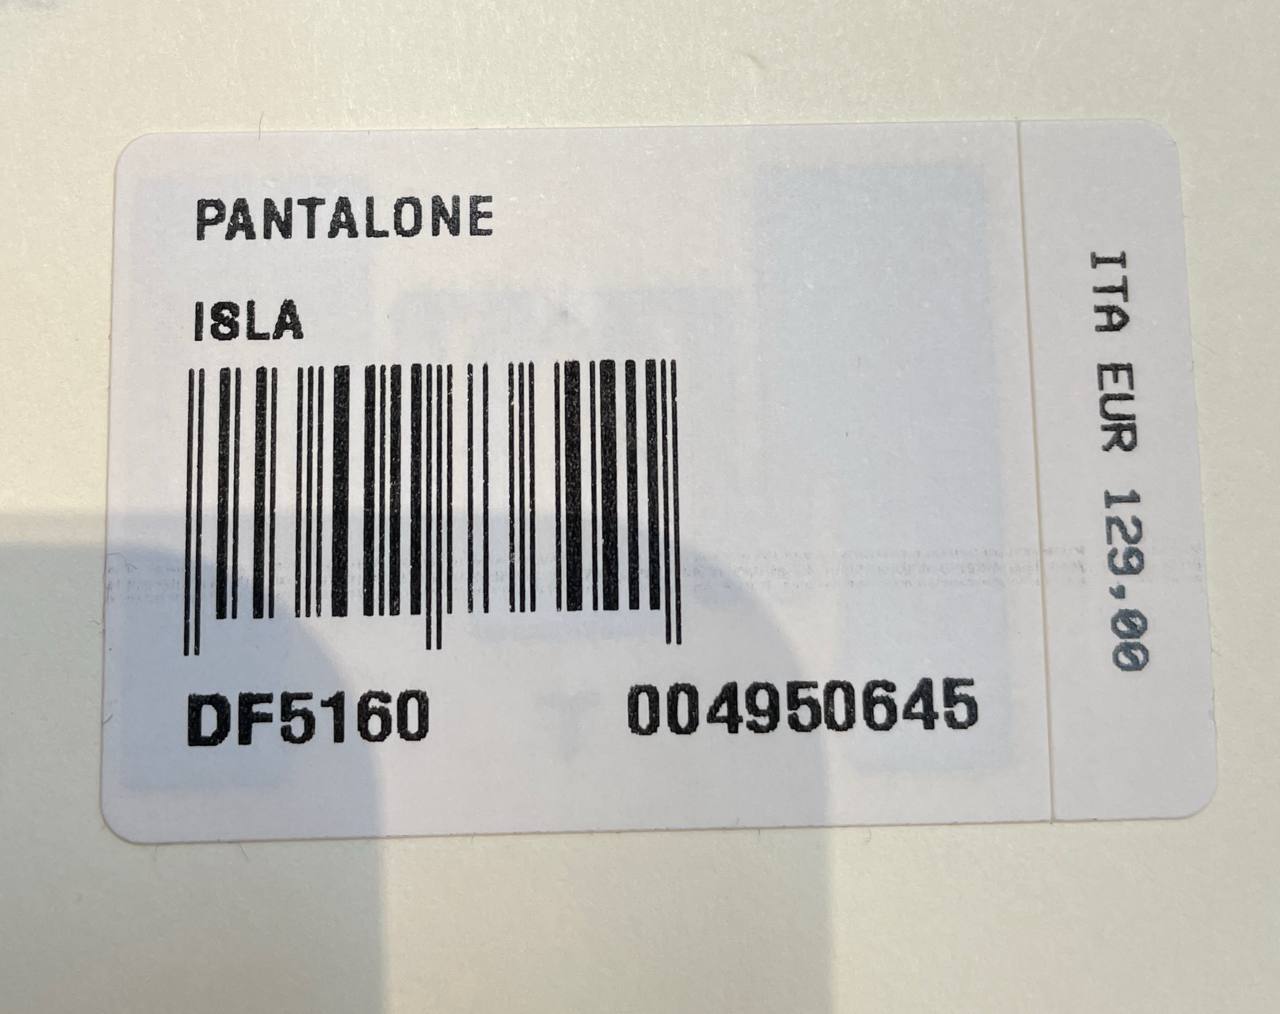 PANTALONE
ISLA
DF5160 004950645
ITA EUR 129,00